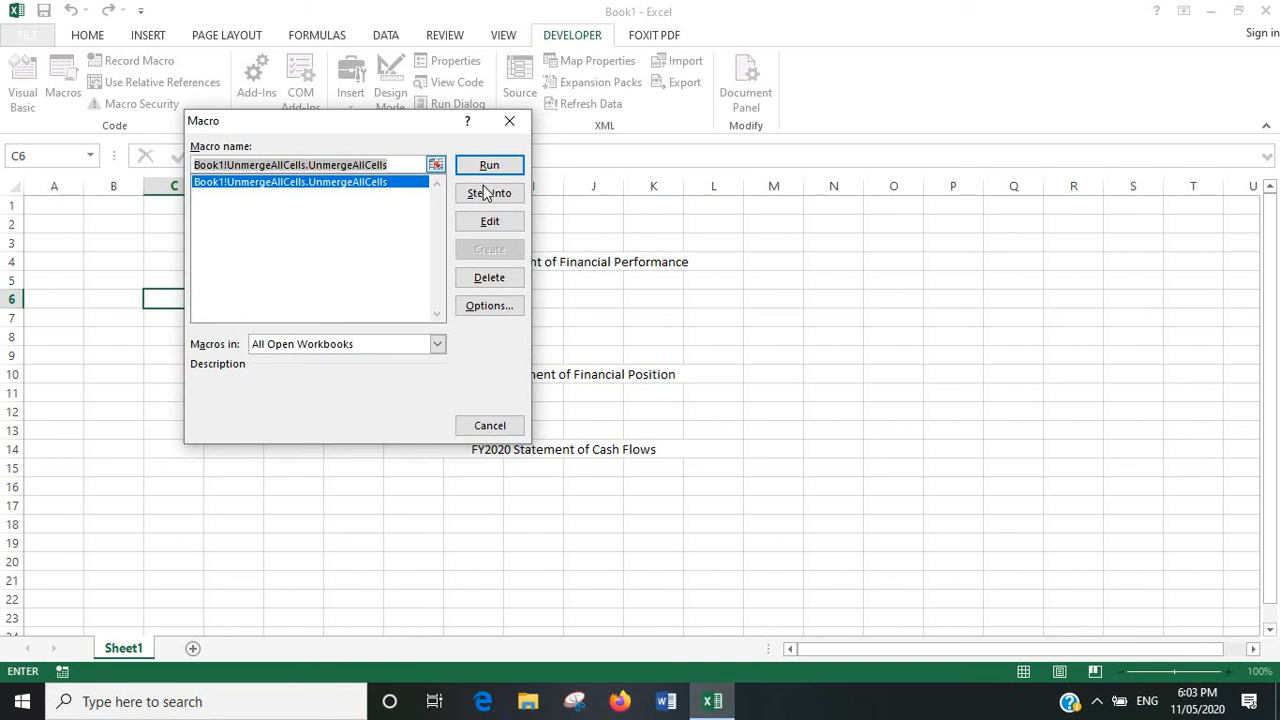 Book1 - Excel
?
FILE
HOME
INSERT
PAGE LAYOUT
FORMULAS
DATA
REVIEW
VIEW
DEVELOPER
FOXIT PDF
Sign in
Visual Basic
Macros
Record Macro
Use Relative References
Macro Security
Code
Add-Ins
COM Add-Ins
Insert
Design Mode
Properties
View Code
Run Dialog
Source
Map Properties
Expansion Packs
Refresh Data
Import
Export
XML
Document Panel
Modify
C6
A B C I J K L M N O P Q R S T U
1
2
3
4
5
6
7
8
9
10
11
12
13
14
15
16
17
18
19
20
21
22
23
24
nt of Financial Performance
nent of Financial Position
FY2020 Statement of Cash Flows
Macro
?
Macro name:
Book1!UnmergeAllCells.UnmergeAllCells
Book1!UnmergeAllCells.UnmergeAllCells
Run
Step Into
Edit
Create
Delete
Options...
Macros in:
All Open Workbooks
Description
Cancel
Sheet1
ENTER
100%
Type here to search
ENG
6:03 PM
11/05/2020